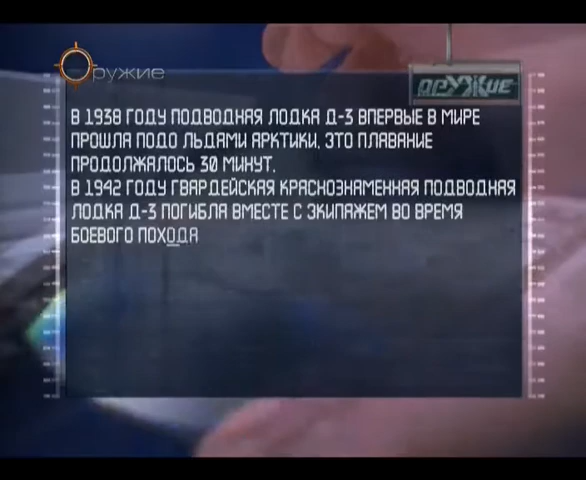 Оружие
ОРУЖИЕ
В 1938 ГОДУ ПОДВОДНАЯ ЛОДКА Д-3 ВПЕРВЫЕ В МИРЕ
ПРОШЛА ПОДО ЛЬДАМИ АРКТИКИ. ЭТО ПЛАВАНИЕ
ПРОДОЛЖАЛОСЬ 30 МИНУТ.
В 1942 ГОДУ ГВАРДЕЙСКАЯ КРАСНОЗНАМЕННАЯ ПОДВОДНАЯ
ЛОДКА Д-3 ПОГИБЛА ВМЕСТЕ С ЭКИПАЖЕМ ВО ВРЕМЯ
БОЕВОГО ПОХОДА